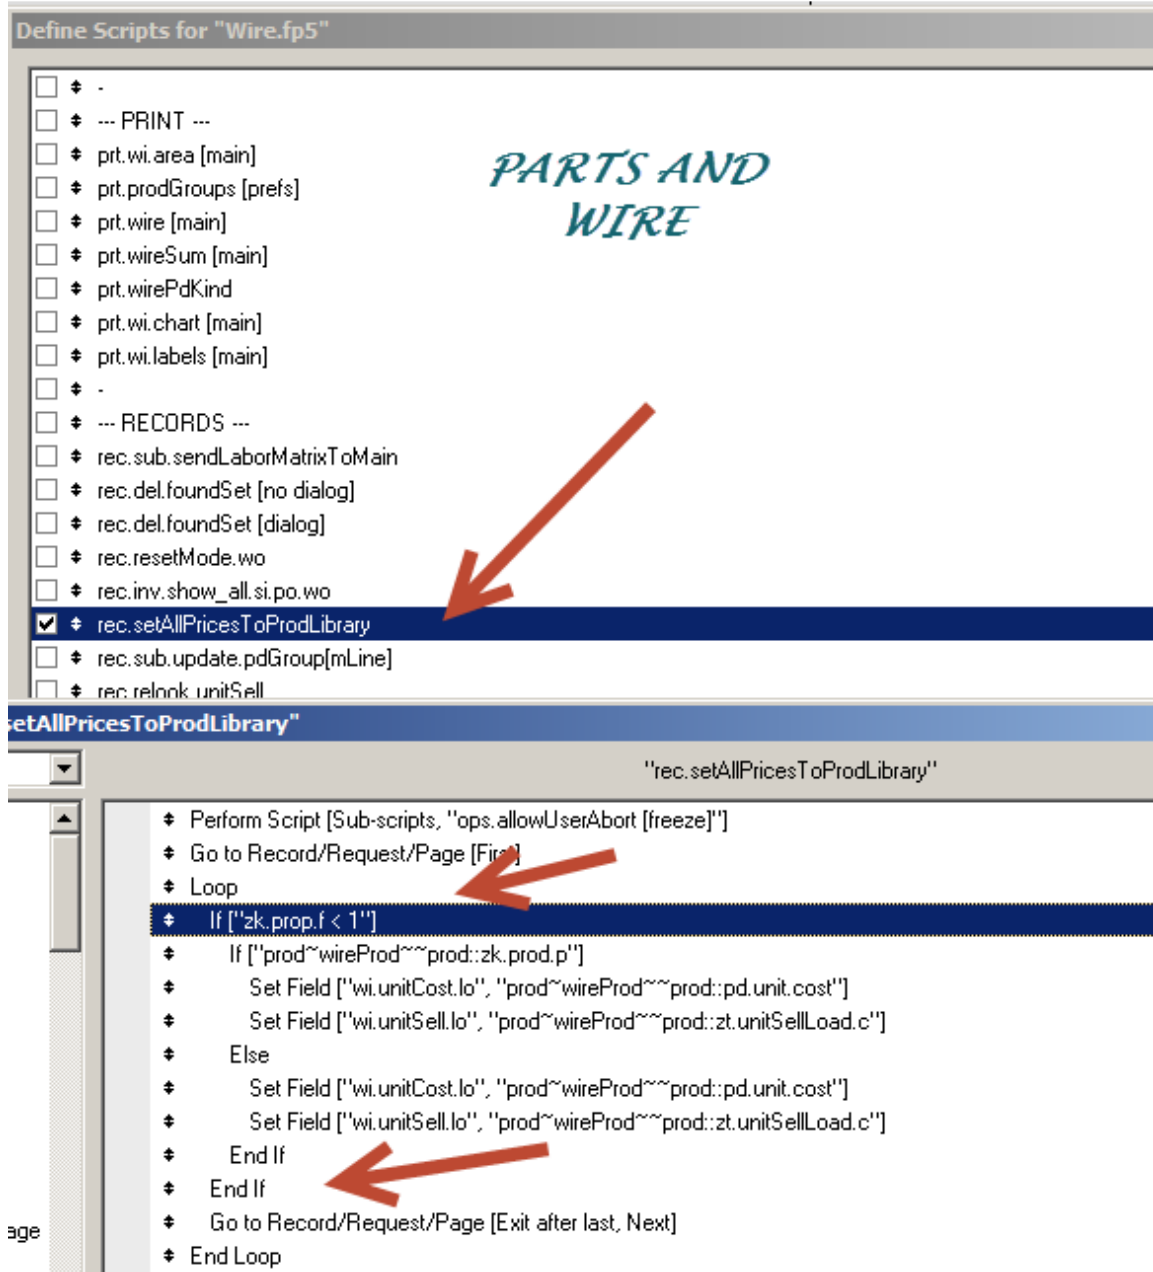 Define Scripts for "Wire.fp5"
-
--- PRINT ---
prt.wi.area [main]
prt.prodGroups [prefs]
prt.wire [main]
prt.wireSum [main]
prt.wirePdKind
prt.wi.chart [main]
prt.wi.labels [main]
-
--- RECORDS ---
rec.sub.sendLaborMatrixToMain
rec.del.foundSet [no dialog]
rec.del.foundSet [dialog]
rec.resetMode.wo
rec.inv.show_all.si.po.wo
rec.setAllPricesToProdLibrary
rec.sub.update.pdGroup[mLine]
rec.relook.unitSell
PARTS AND
WIRE
setAllPricesToProdLibrary"
"rec.setAllPricesToProdLibrary"
Perform Script [Sub-scripts, "ops.allowUserAbort [freeze]"]
Go to Record/Request/Page [First]
Loop
If ["zk.prop.f < 1"]
If ["prod~wireProd~~prod::zk.prod.p"]
Set Field ["wi.unitCost.lo", "prod~wireProd~~prod::pd.unit.cost"]
Set Field ["wi.unitSell.lo", "prod~wireProd~~prod::zt.unitSellLoad.c"]
Else
Set Field ["wi.unitCost.lo", "prod~wireProd~~prod::pd.unit.cost"]
Set Field ["wi.unitSell.lo", "prod~wireProd~~prod::zt.unitSellLoad.c"]
End If
End If
Go to Record/Request/Page [Exit after last, Next]
End Loop
age